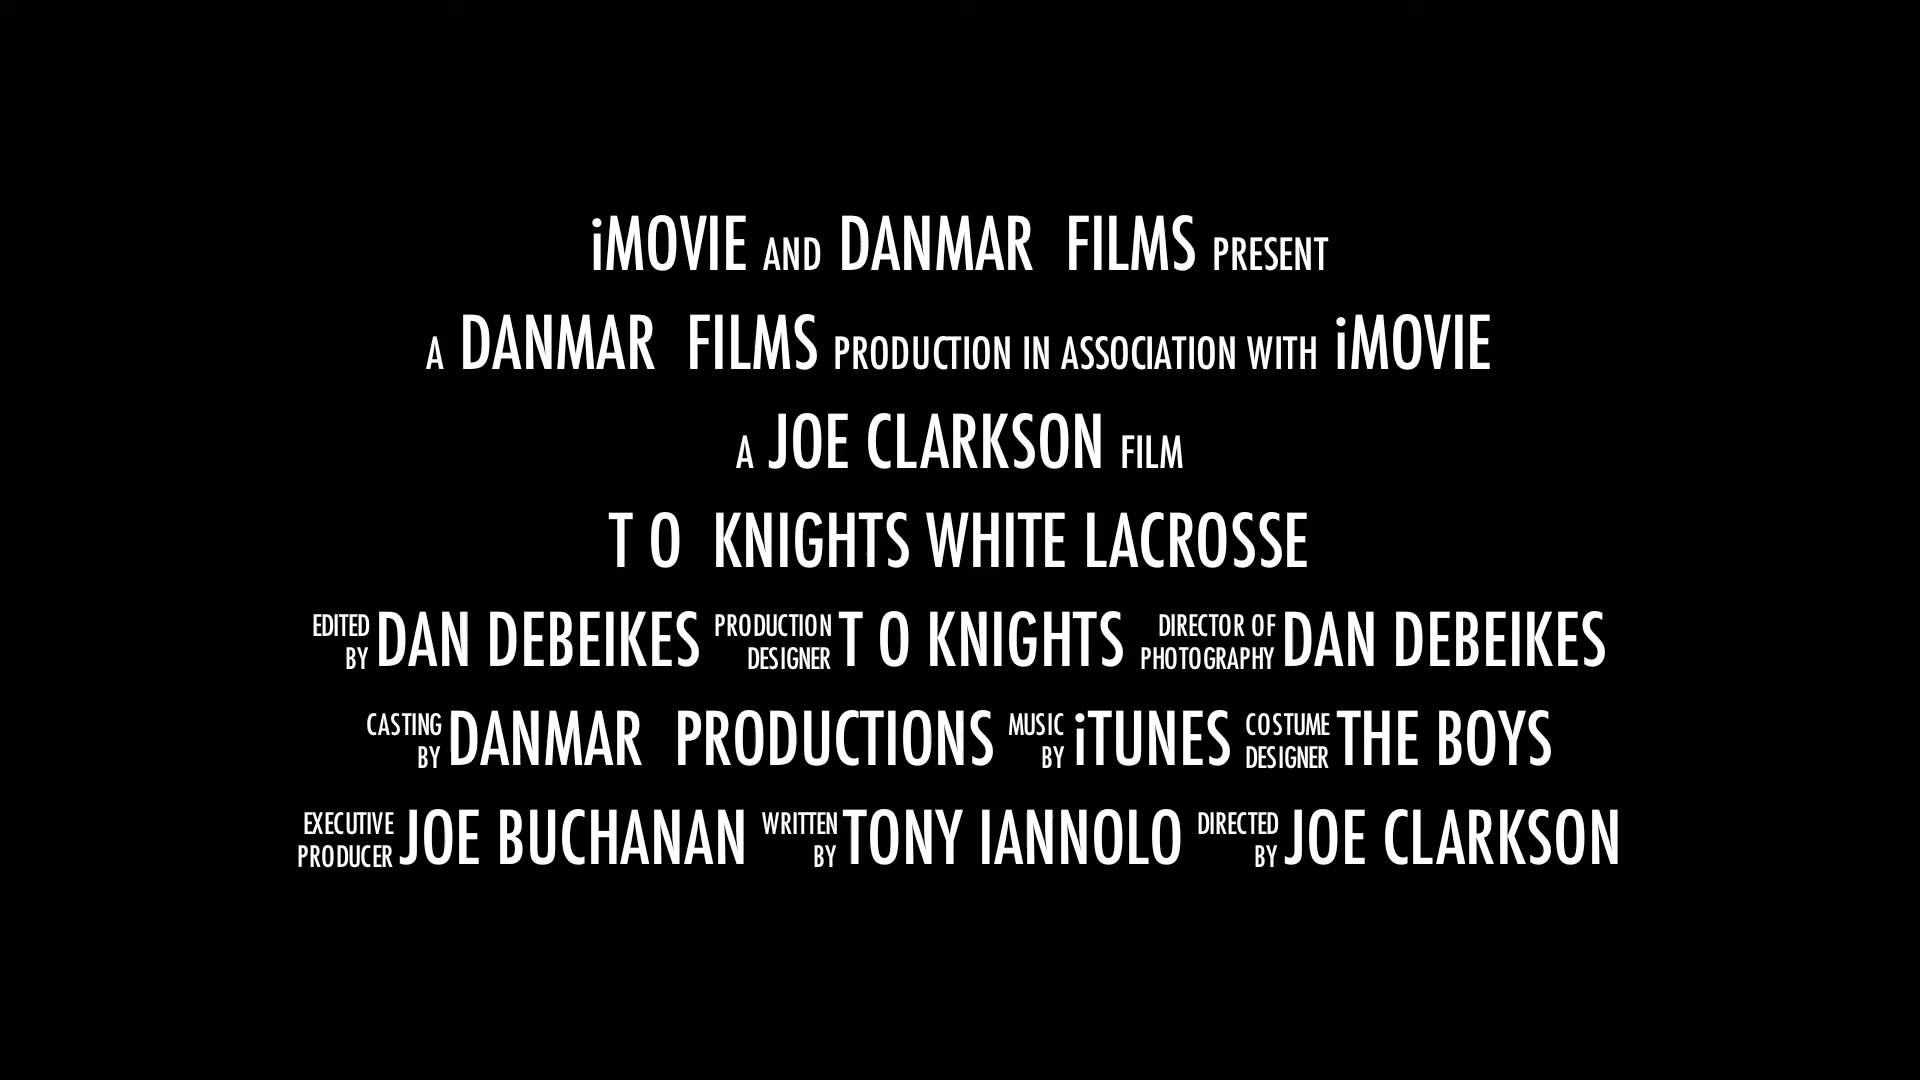 iMOVIE AND DANMAR FILMS PRESENT
A DANMAR FILMS PRODUCTION IN ASSOCIATION WITH iMOVIE
A JOE CLARKSON FILM
T O KNIGHTS WHITE LACROSSE
EDITED BY DAN DEBEIKES PRODUCTION DESIGNER T O KNIGHTS DIRECTOR OF PHOTOGRAPHY DAN DEBEIKES
CASTING BY DANMAR PRODUCTIONS MUSIC BY iTUNES COSTUME DESIGNER THE BOYS
EXECUTIVE PRODUCER JOE BUCHANAN WRITTEN BY TONY IANNOLO DIRECTED BY JOE CLARKSON